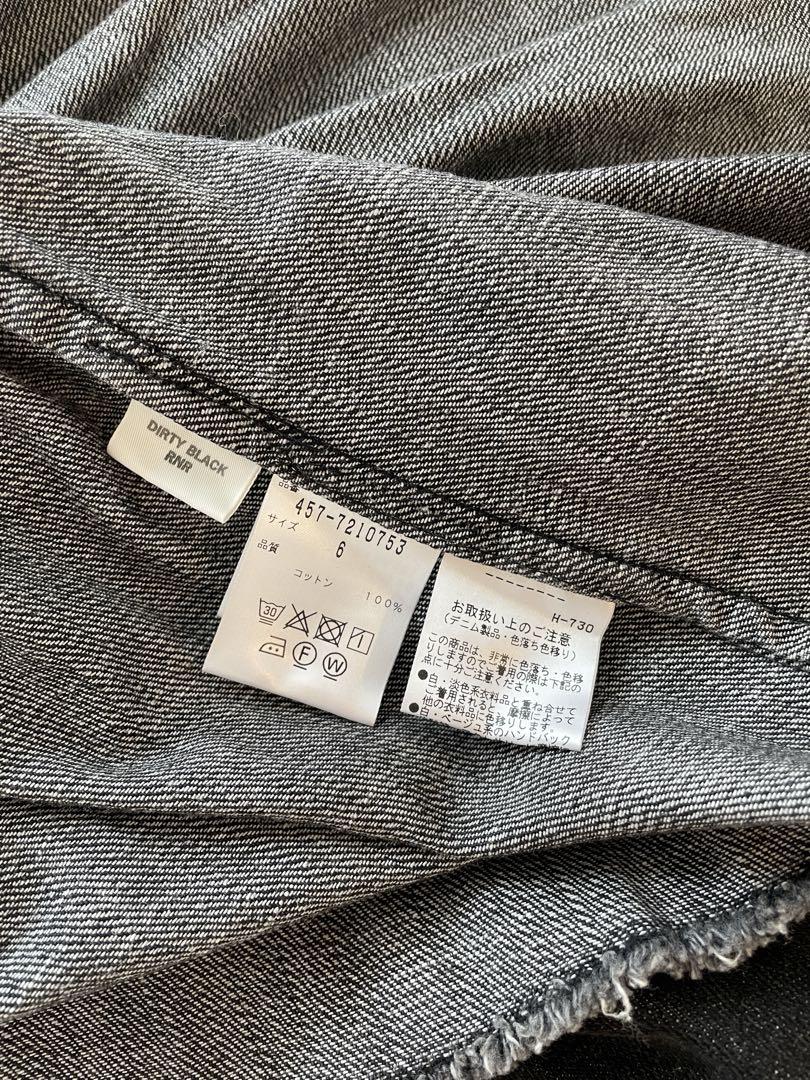 DIRTY BLACK
RNR
品番
457-7210753
サイズ
6
品質
コットン
100%
30
F
W
--------
H-730
お取扱い上のご注意
(デニム製品・色落ち色移り)
この商品は、非常に色落ち・色移
りしますのでご着用の際は下記の
点に十分ご注意ください。
●白・淡色系衣料品と重ね合せて
ご着用されると、摩擦によって
他の衣料品に色移りします。
●白・ベージュ系のハンドバック